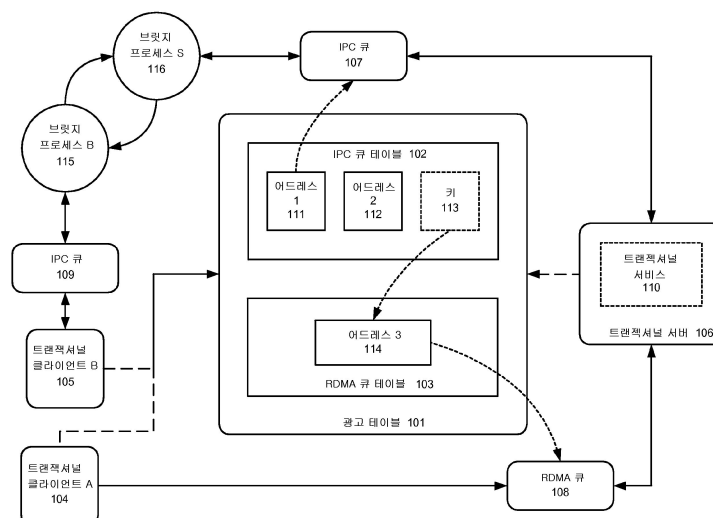 브릿지
프로세스 S
116
IPC 큐
107
브릿지
프로세스 B
115
IPC 큐 테이블 102
어드레스
1
111
어드레스
2
112
키
113
IPC 큐
109
트랜잭셔널
서비스
110
트랜잭셔널 서버 106
어드레스 3
114
RDMA 큐 테이블 103
트랜잭셔널
클라이언트 B
105
광고 테이블 101
트랜잭셔널
클라이언트 A
104
RDMA 큐
108